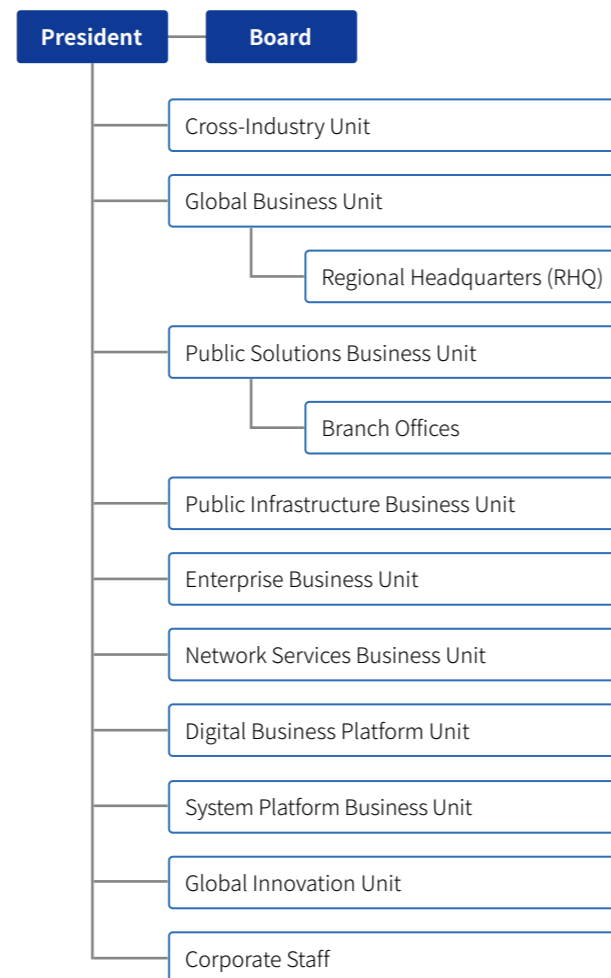 President
Board
Cross-Industry Unit
Global Business Unit
Regional Headquarters (RHQ)
Public Solutions Business Unit
Branch Offices
Public Infrastructure Business Unit
Enterprise Business Unit
Network Services Business Unit
Digital Business Platform Unit
System Platform Business Unit
Global Innovation Unit
Corporate Staff